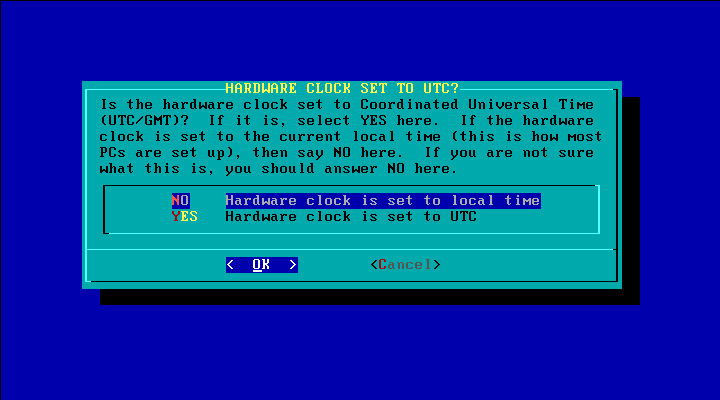 HARDWARE CLOCK SET TO UTC?
Is the hardware clock set to Coordinated Universal Time
(UTC/GMT)?  If it is, select YES here.  If the hardware
clock is set to the current local time (this is how most
PCs are set up), then say NO here.  If you are not sure
what this is, you should answer NO here.
NO    Hardware clock is set to local time
YES   Hardware clock is set to UTC
<  OK  >        <Cancel>